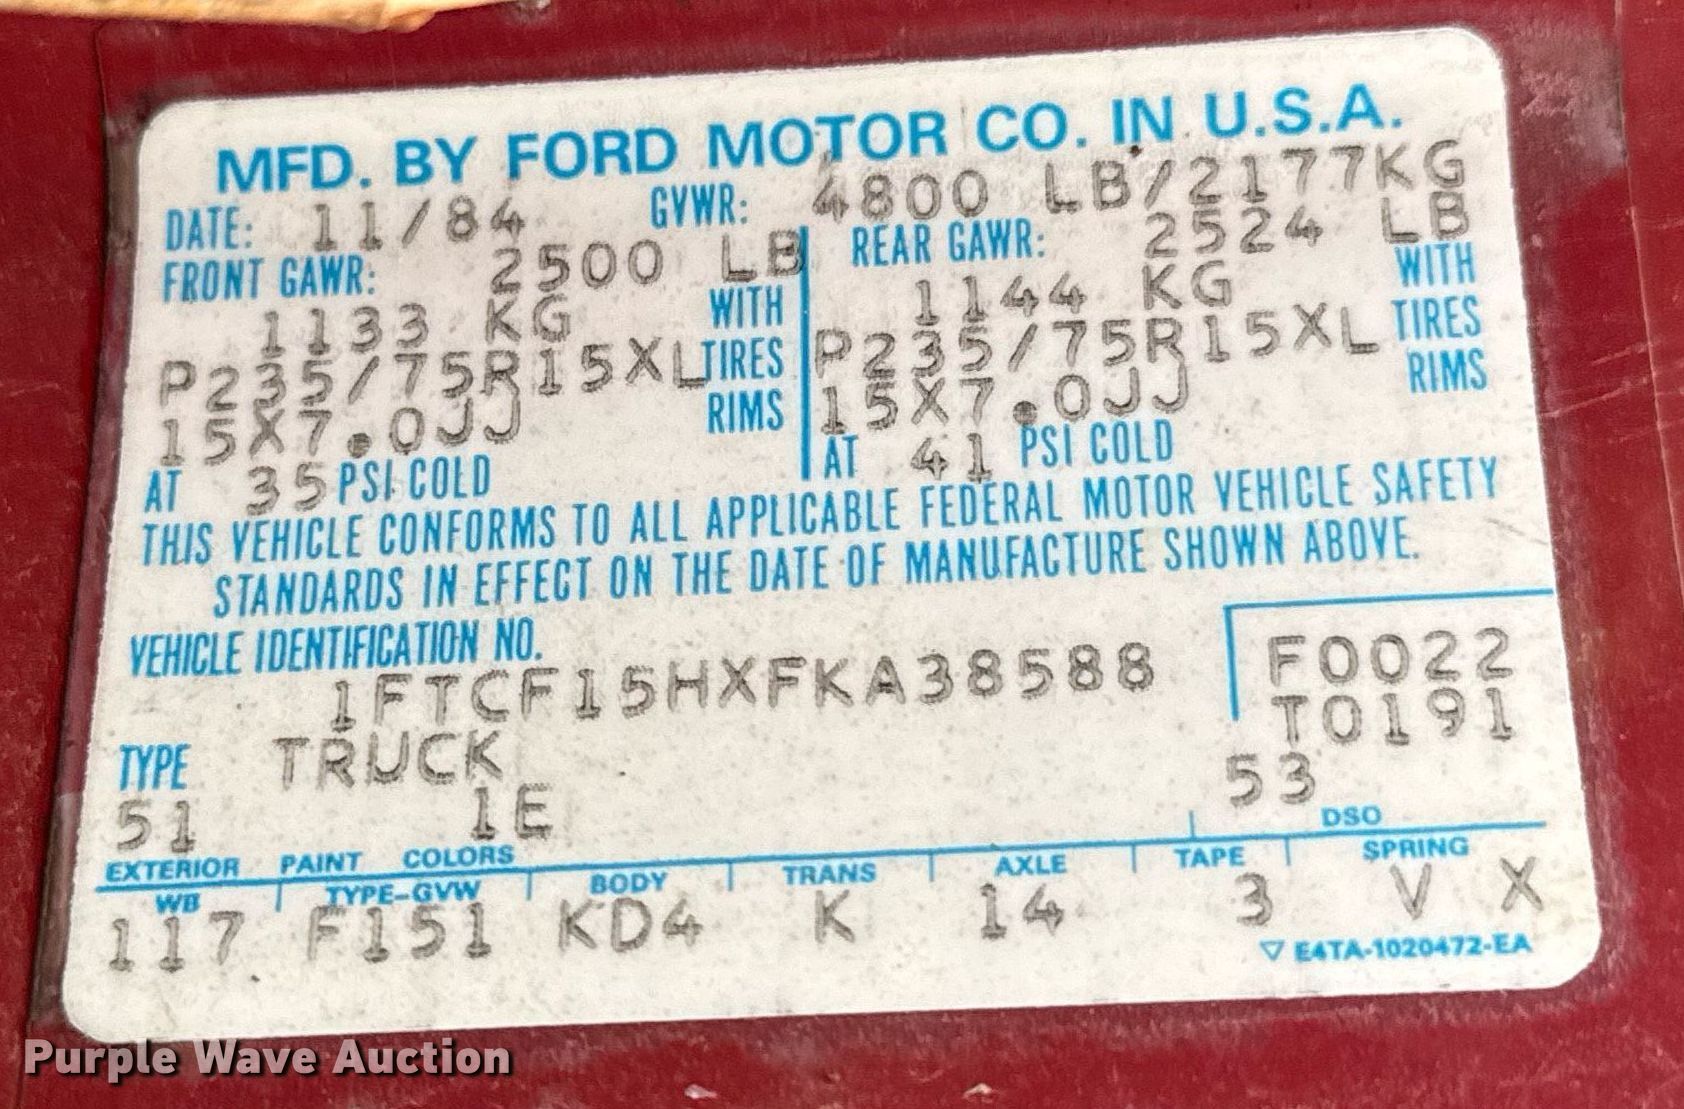 MFD. BY FORD MOTOR CO. IN U.S.A.
DATE: 11/84 GVWR: 4800 LB/2177KG
FRONT GAWR: 2500 LB REAR GAWR: 2524 LB
1133 KG WITH 1144 KG WITH
P235/75R15XL TIRES P235/75R15XL TIRES
15X7.0JJ RIMS 15X7.0JJ RIMS
AT 35 PSI COLD AT 41 PSI COLD
THIS VEHICLE CONFORMS TO ALL APPLICABLE FEDERAL MOTOR VEHICLE SAFETY
STANDARDS IN EFFECT ON THE DATE OF MANUFACTURE SHOWN ABOVE.
VEHICLE IDENTIFICATION NO.
1FTCF15HXFKA38588 F0022
T0191
TYPE TRUCK
51 1E 53
EXTERIOR PAINT COLORS DSO
WB TYPE-GVW BODY TRANS AXLE TAPE SPRING
117 F151 KD4 K 14 3 V X
▽ E4TA-1020472-EA
Purple Wave Auction